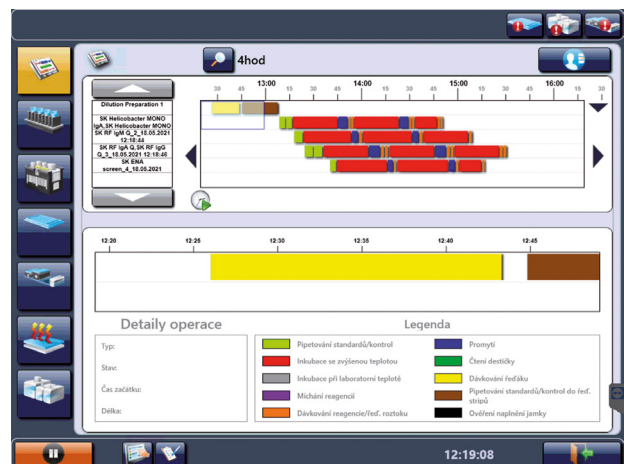 4hod
30 45 13:00 15 30 45 14:00 15 30 45 15:00 15 30 45 16:00 15 30
Dilution Preparation 1
SK Helicobacter MONO
IgA,SK Helicobacter MONO
SK RF IgM Q_2_18.05.2021
12:18:44
SK RF IgA Q,SK RF IgG
Q_3_18.05.2021 12:18:46
SK ENA
screen_4_18.05.2021
12:20 12:25 12:30 12:35 12:40 12:45
Detaily operace
Typ:
Stav:
Čas začátku:
Délka:
Legenda
Pipetování standardů/kontrol
Inkubace se zvýšenou teplotou
Inkubace při laboratorní teplotě
Míchání reagencií
Dávkování reagencie/řed. roztoku
Promytí
Čtení destičky
Dávkování řeďáku
Pipetování standardů/kontrol do řeď.
stripů
Ověření naplnění jamky
12:19:08